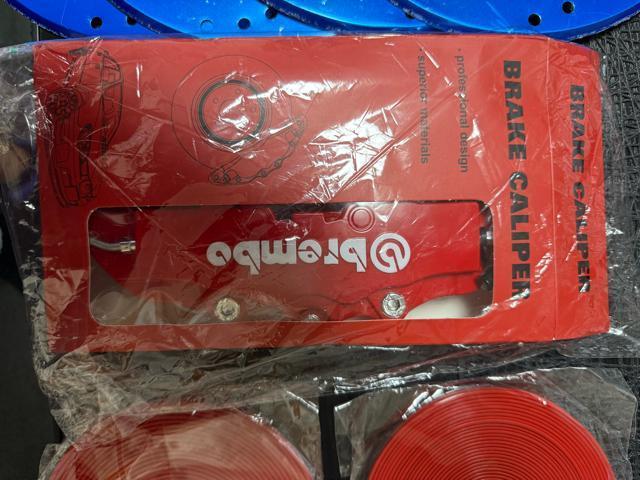 BRAKE CALIPER
BRAKE CALIPER
• professional design
superior materials
brembo